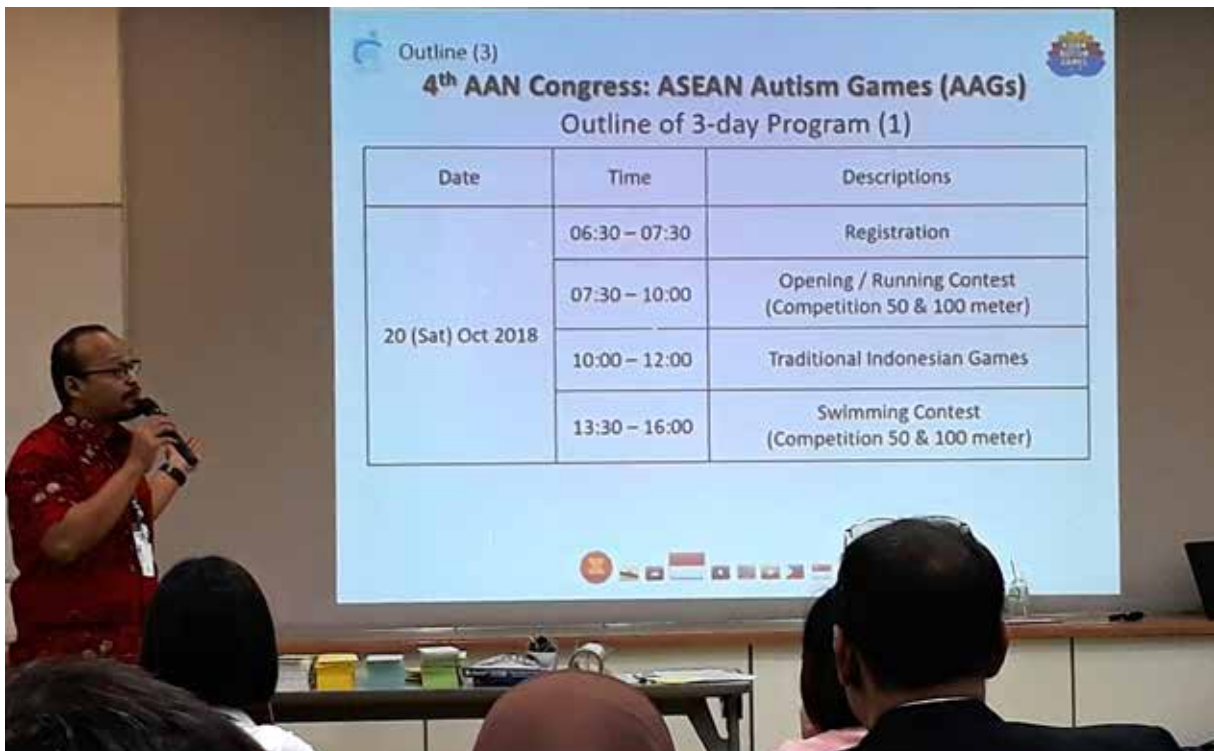 Outline (3)
4th AAN Congress: ASEAN Autism Games (AAGs)
Outline of 3-day Program (1)
Date Time Descriptions
20 (Sat) Oct 2018
06:30 – 07:30 Registration
07:30 – 10:00 Opening / Running Contest
(Competition 50 & 100 meter)
10:00 – 12:00 Traditional Indonesian Games
13:30 – 16:00 Swimming Contest
(Competition 50 & 100 meter)